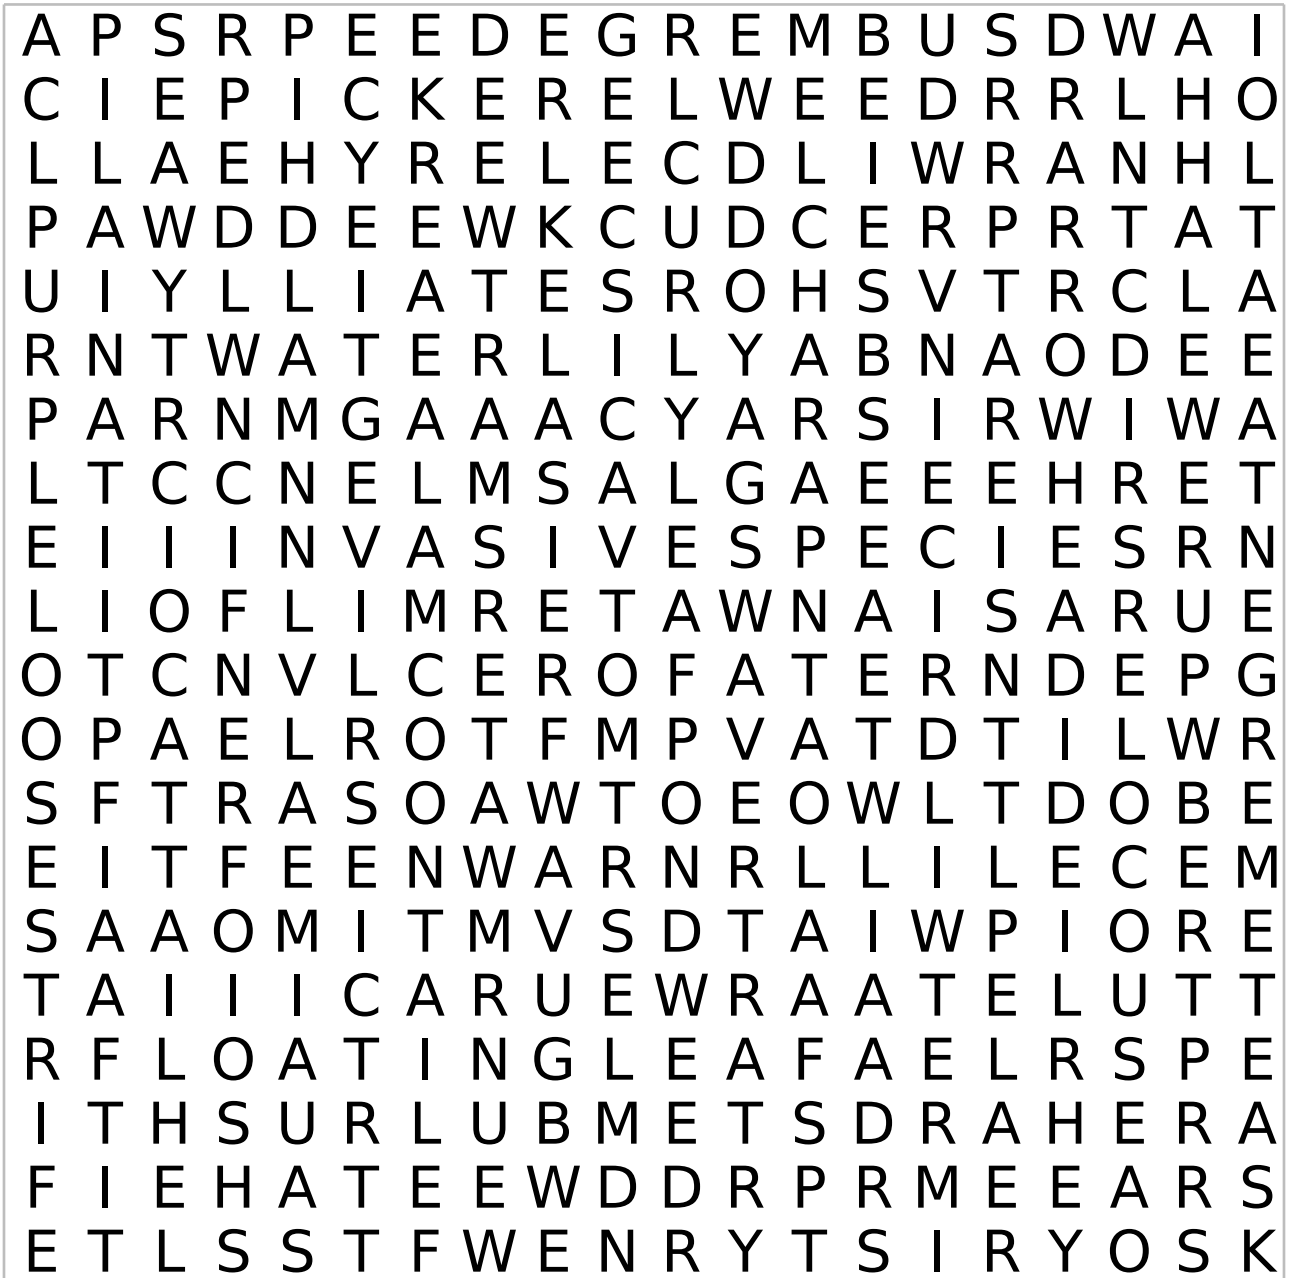 A P S R P E E D E G R E M B U S D W A I
C I E P I C K E R E L W E E D R R L H O
L L A E H Y R E L E C D L I W R A N H L
P A W D D E E W K C U D C E R P R T A T
U I Y L L I A T E S R O H S V T R C L A
R N T W A T E R L I L Y A B N A O D E E
P A R N M G A A A C Y A R S I R W I W A
L T C C N E L M S A L G A E E E H R E T
E I I I N V A S I V E S P E C I E S R N
L I O F L I M R E T A W N A I S A R U E
O T C N V L C E R O F A T E R N D E P G
O P A E L R O T F M P V A T D T I L W R
S F T R A S O A W T O E O W L T D O B E
E I T F E E N W A R N R L L I L E C E M
S A A O M I T M V S D T A I W P I O R E
T A I I I C A R U E W R A A T E L U T T
R F L O A T I N G L E A F A E L R S P E
I T H S U R L U B M E T S D R A H E R A
F I E H A T E E W D D R P R M E E A R S
E T L S S T F W E N R Y T S I R Y O S K